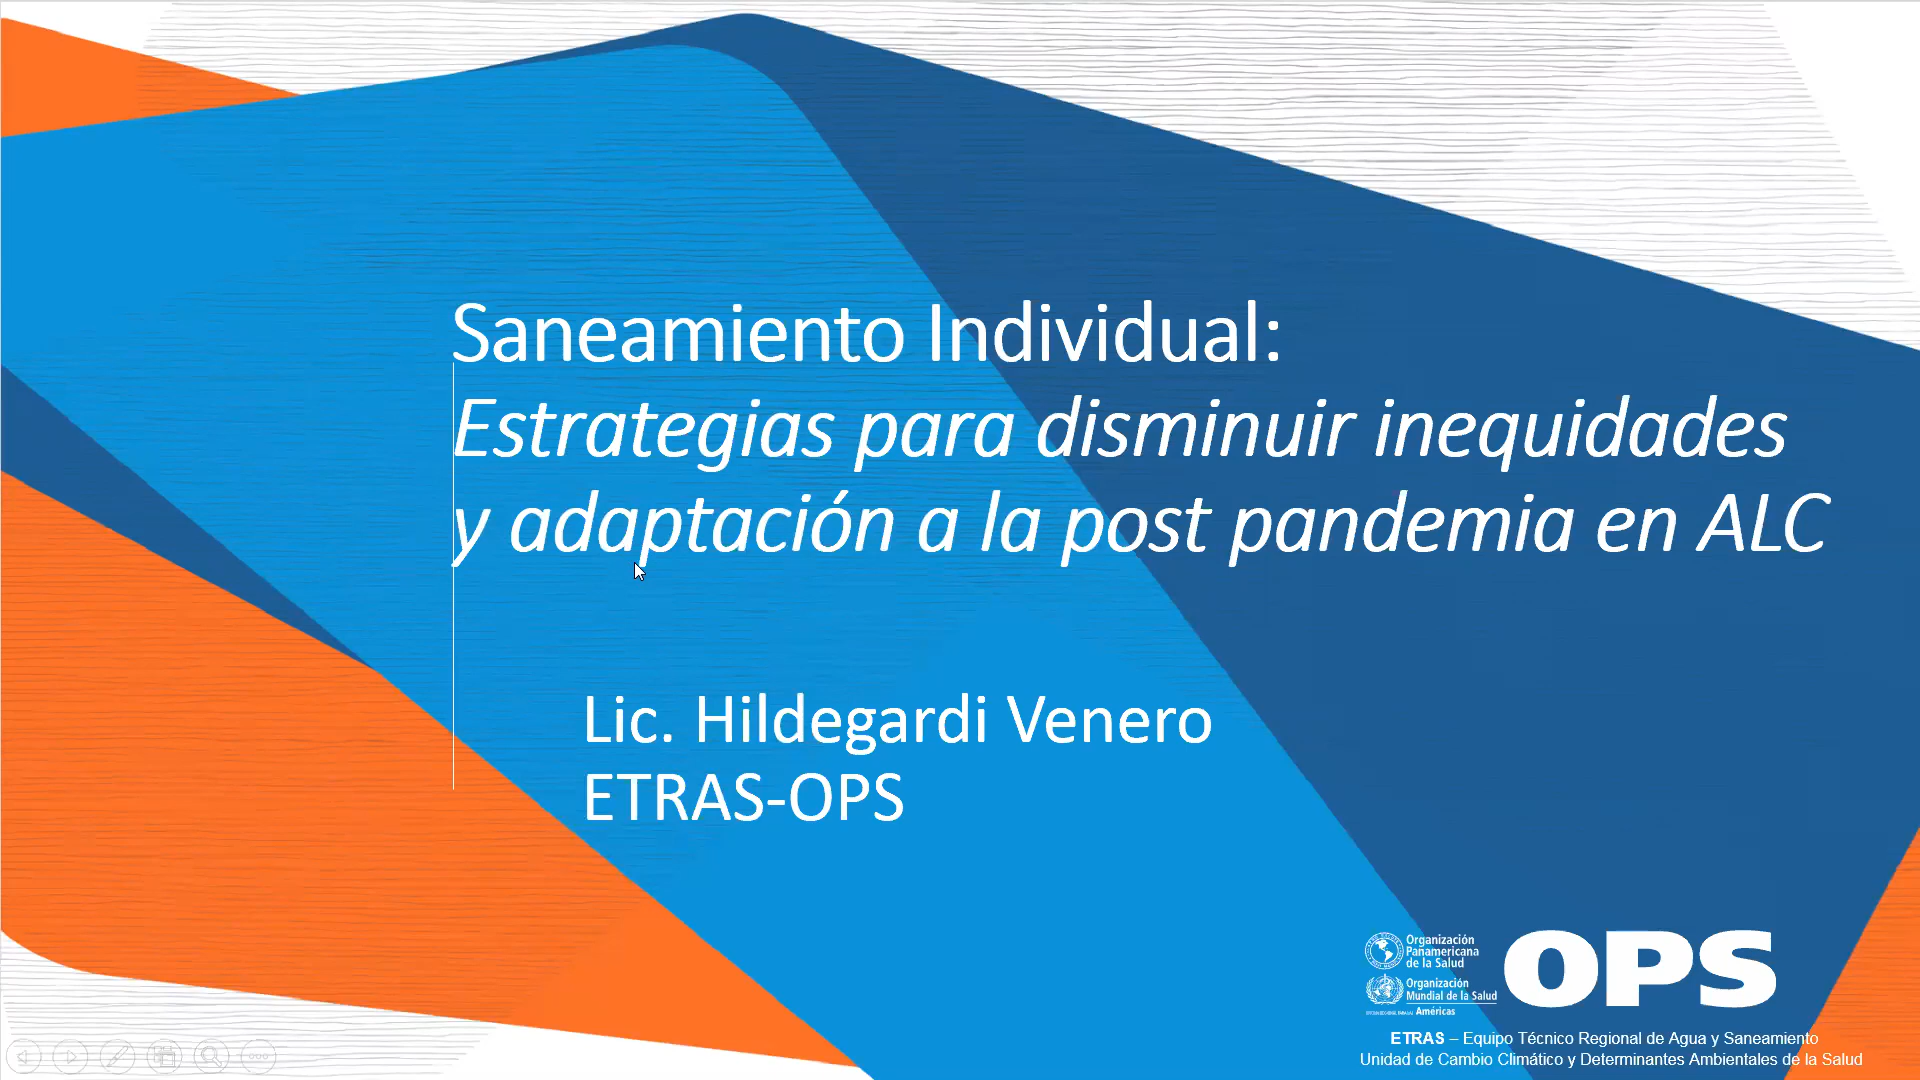 Saneamiento Individual:
Estrategias para disminuir inequidades
y adaptación a la post pandemia en ALC
Lic. Hildegardi Venero
ETRAS-OPS
Organización
Panamericana
de la Salud
Organización
Mundial de la Salud
Américas
OPS
ETRAS – Equipo Técnico Regional de Agua y Saneamiento
Unidad de Cambio Climático y Determinantes Ambientales de la Salud